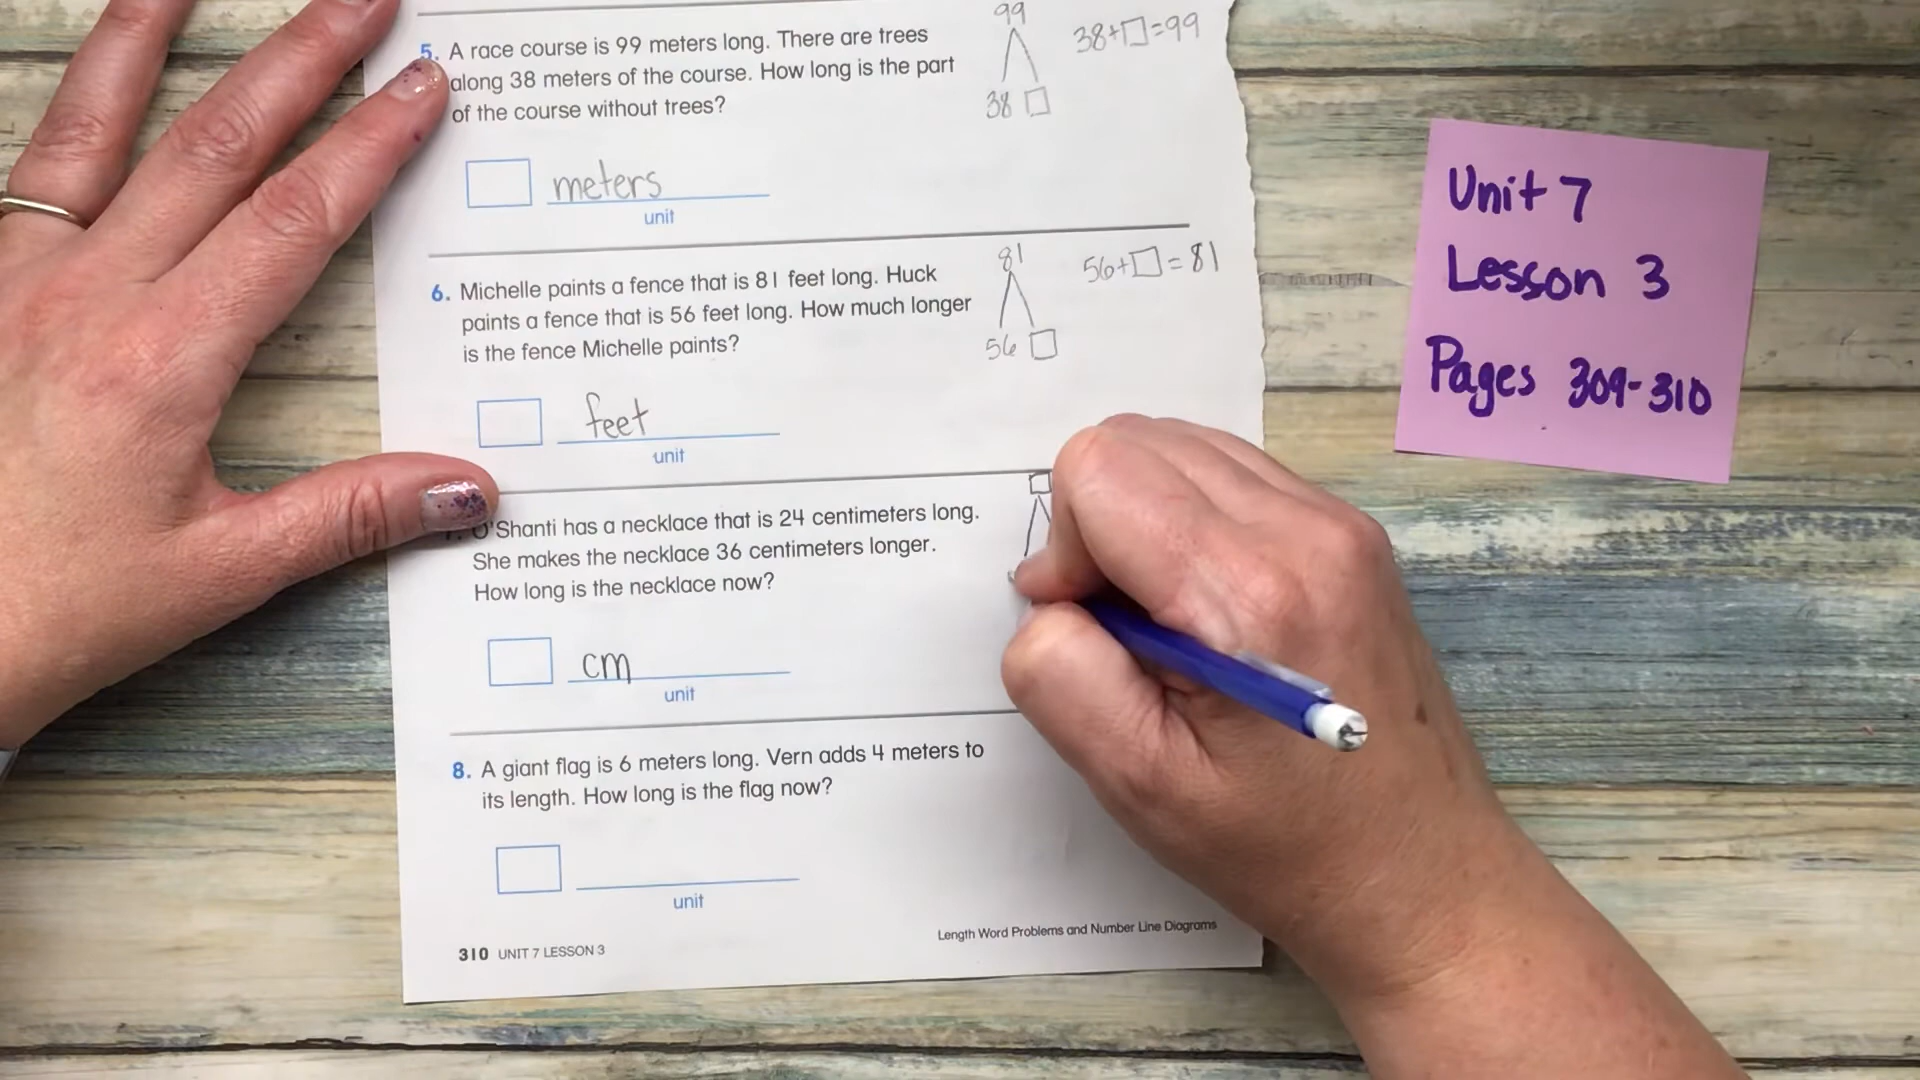 5. A race course is 99 meters long. There are trees
along 38 meters of the course. How long is the part
of the course without trees?
99
38 □
38+□=99
□ meters
unit
6. Michelle paints a fence that is 81 feet long. Huck
paints a fence that is 56 feet long. How much longer
is the fence Michelle paints?
81
56 □
56+□=81
□ feet
unit
O'Shanti has a necklace that is 24 centimeters long.
She makes the necklace 36 centimeters longer.
How long is the necklace now?
□
□ cm
unit
8. A giant flag is 6 meters long. Vern adds 4 meters to
its length. How long is the flag now?
□
unit
310 UNIT 7 LESSON 3
Length Word Problems and Number Line Diagrams
Unit 7
Lesson 3
Pages 309-310